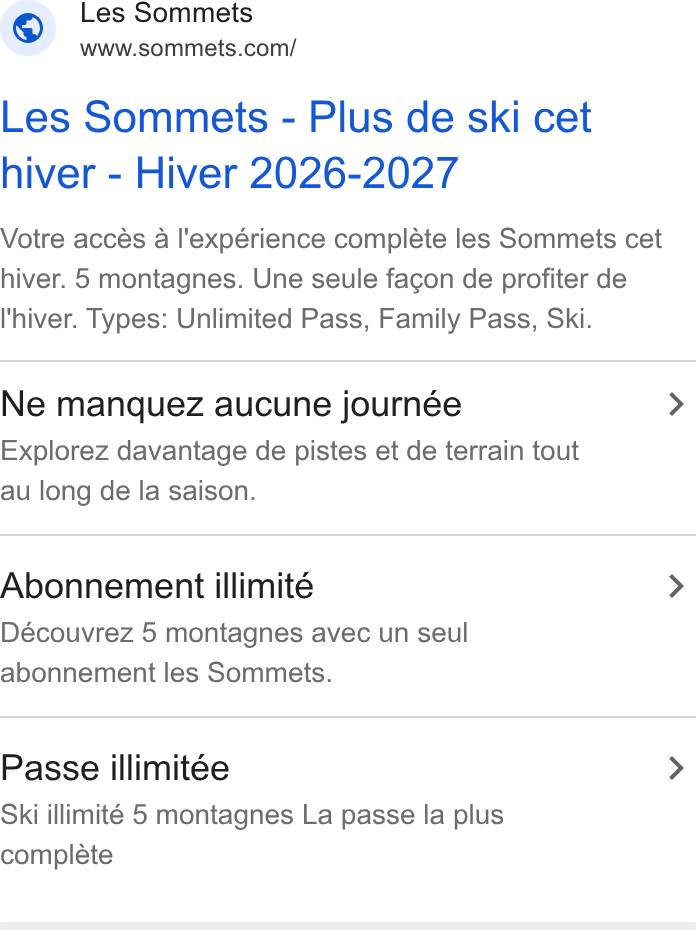 Les Sommets
www.sommets.com/
Les Sommets - Plus de ski cet
hiver - Hiver 2026-2027
Votre accès à l'expérience complète les Sommets cet
hiver. 5 montagnes. Une seule façon de profiter de
l'hiver. Types: Unlimited Pass, Family Pass, Ski.
Ne manquez aucune journée
Explorez davantage de pistes et de terrain tout
au long de la saison.
Abonnement illimité
Découvrez 5 montagnes avec un seul
abonnement les Sommets.
Passe illimitée
Ski illimité 5 montagnes La passe la plus
complète